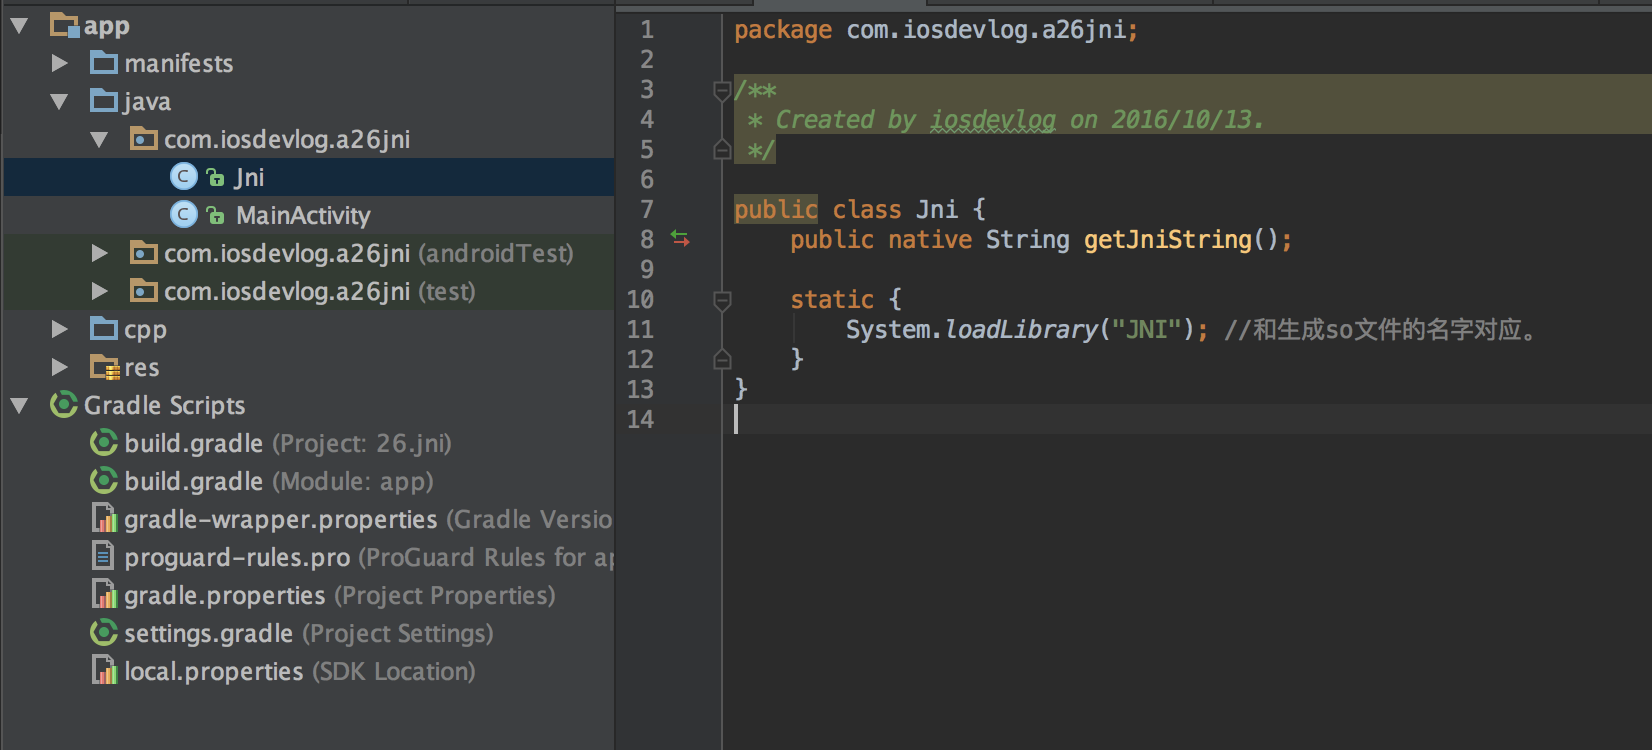 app
manifests
java
com.iosdevlog.a26jni
Jni
MainActivity
com.iosdevlog.a26jni (androidTest)
com.iosdevlog.a26jni (test)
cpp
res
Gradle Scripts
build.gradle (Project: 26.jni)
build.gradle (Module: app)
gradle-wrapper.properties (Gradle Versio
proguard-rules.pro (ProGuard Rules for ap
gradle.properties (Project Properties)
settings.gradle (Project Settings)
local.properties (SDK Location)
1 package com.iosdevlog.a26jni;
2
3 /**
4 * Created by iosdevlog on 2016/10/13.
5 */
6
7 public class Jni {
8 public native String getJniString();
9
10 static {
11 System.loadLibrary("JNI"); //和生成so文件的名字对应。
12 }
13 }
14